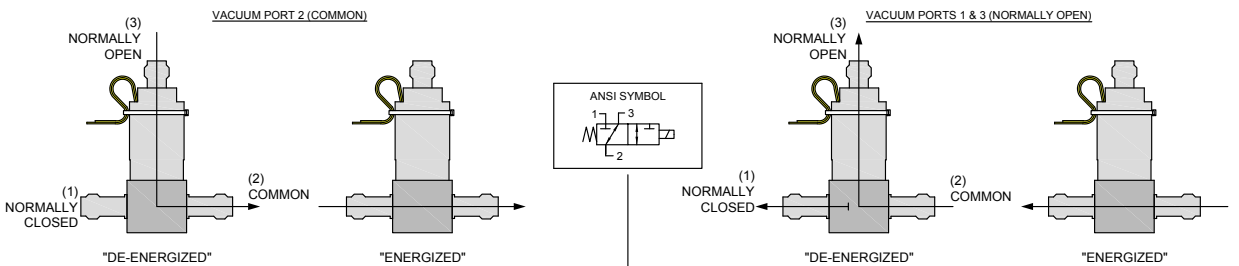 VACUUM PORT 2 (COMMON)
(3)
NORMALLY
OPEN
(1)
NORMALLY
CLOSED
(2)
COMMON
"DE-ENERGIZED"
"ENERGIZED"
ANSI SYMBOL
1
3
2
VACUUM PORTS 1 & 3 (NORMALLY OPEN)
(3)
NORMALLY
OPEN
(1)
NORMALLY
CLOSED
(2)
COMMON
"DE-ENERGIZED"
"ENERGIZED"